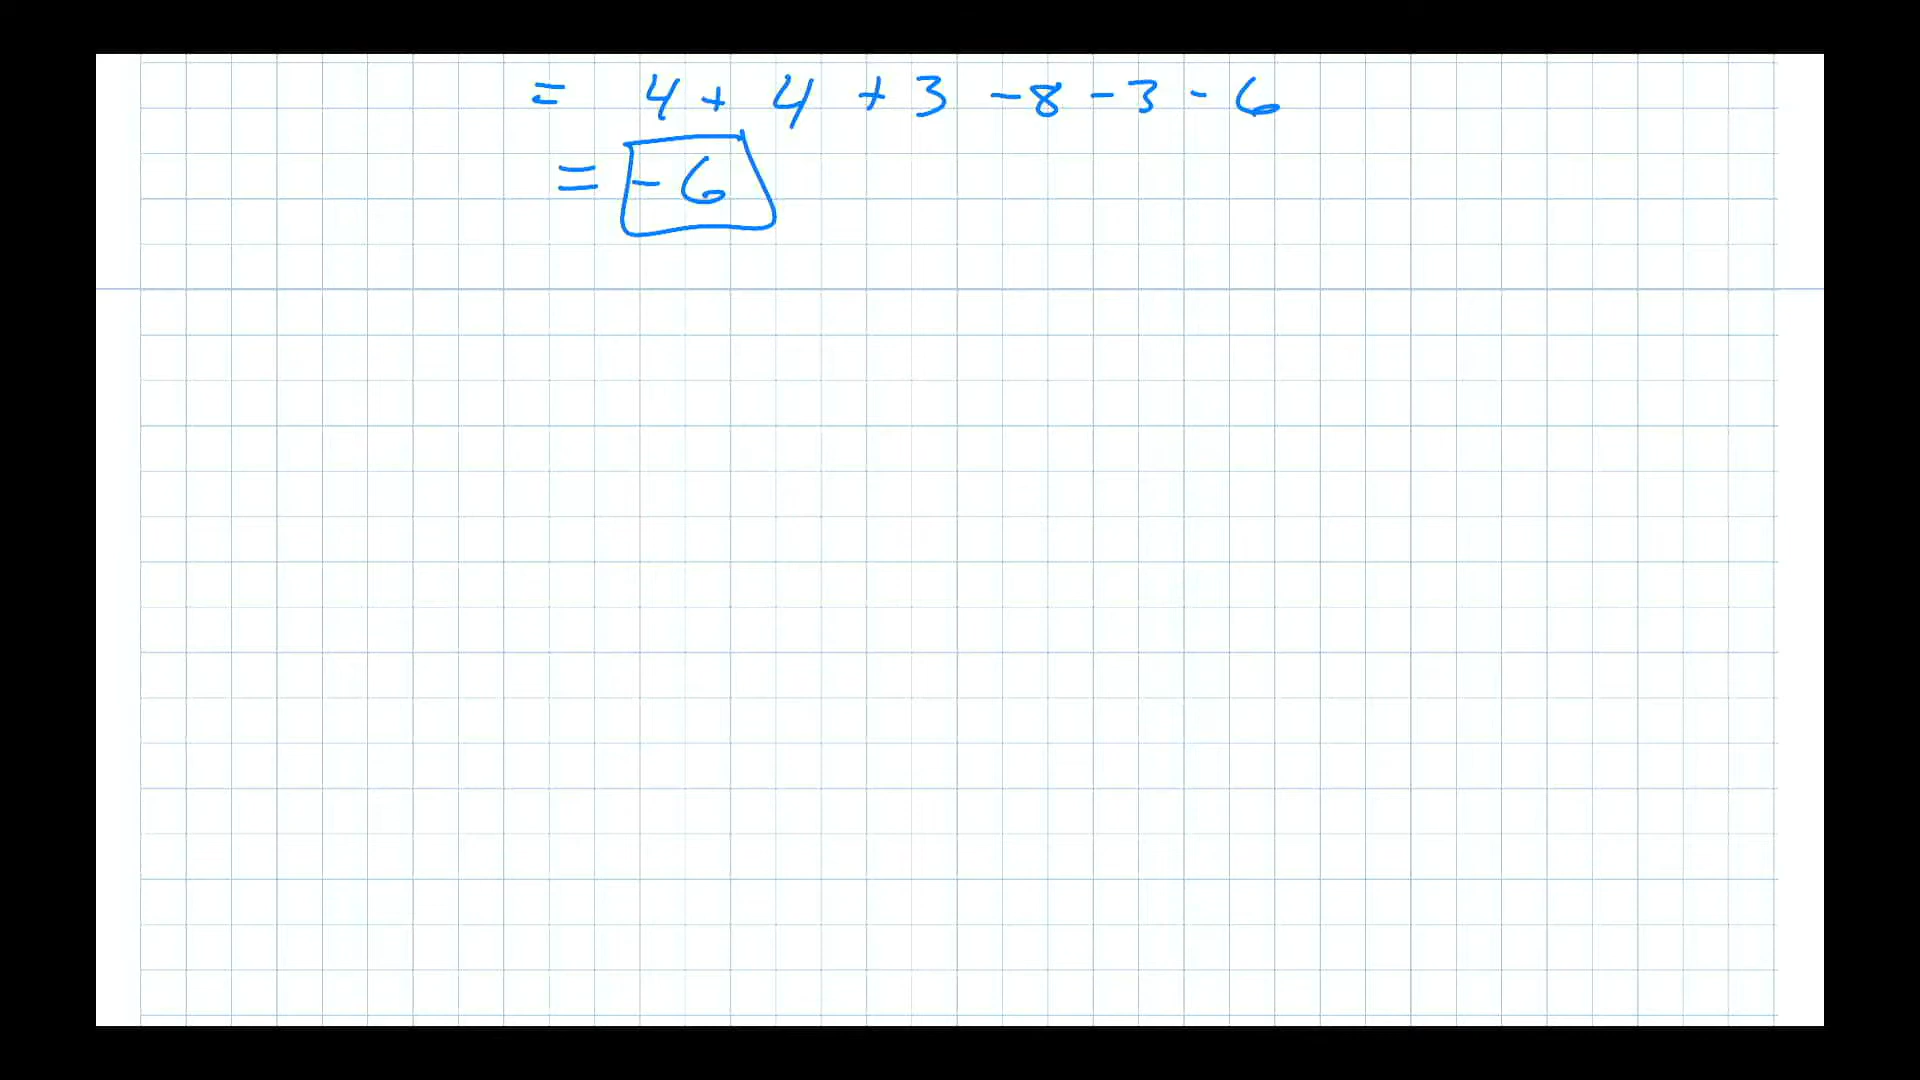 = 4 + 4 + 3 - 8 - 3 - 6
= - 6